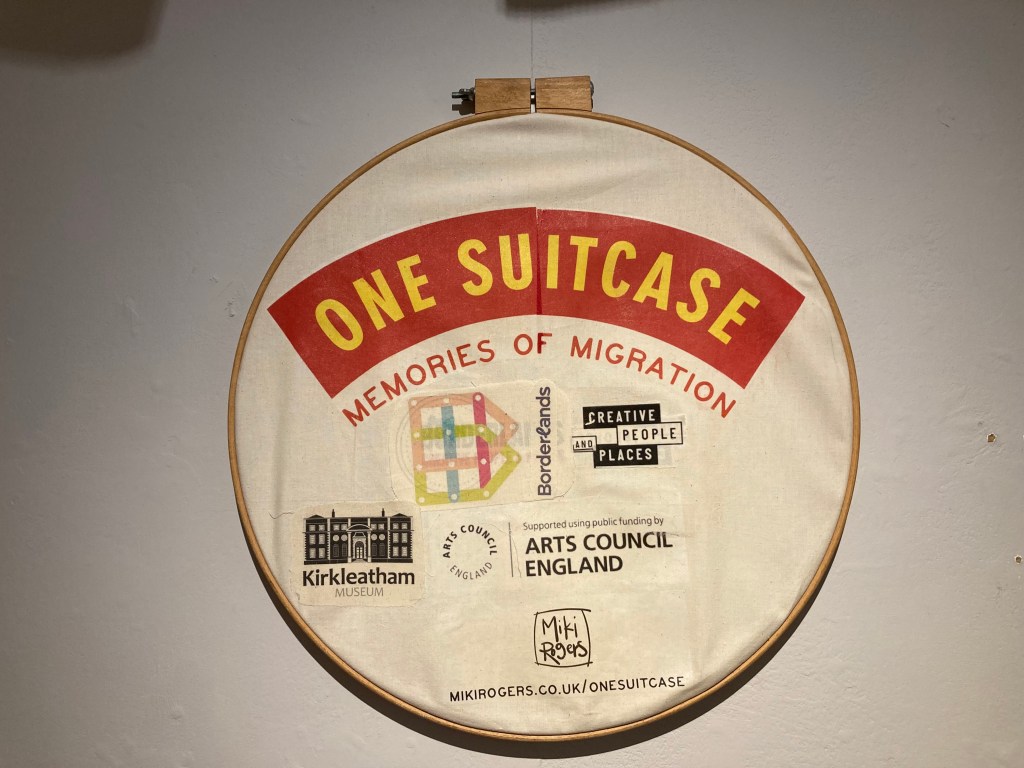 ONE SUITCASE
MEMORIES OF MIGRATION
Borderlands
CREATIVE
AND PEOPLE
PLACES
Kirkleatham
MUSEUM
ARTS COUNCIL
ENGLAND
Supported using public funding by
ARTS COUNCIL
ENGLAND
Miki
Rogers
MIKIROGERS.CO.UK/ONESUITCASE